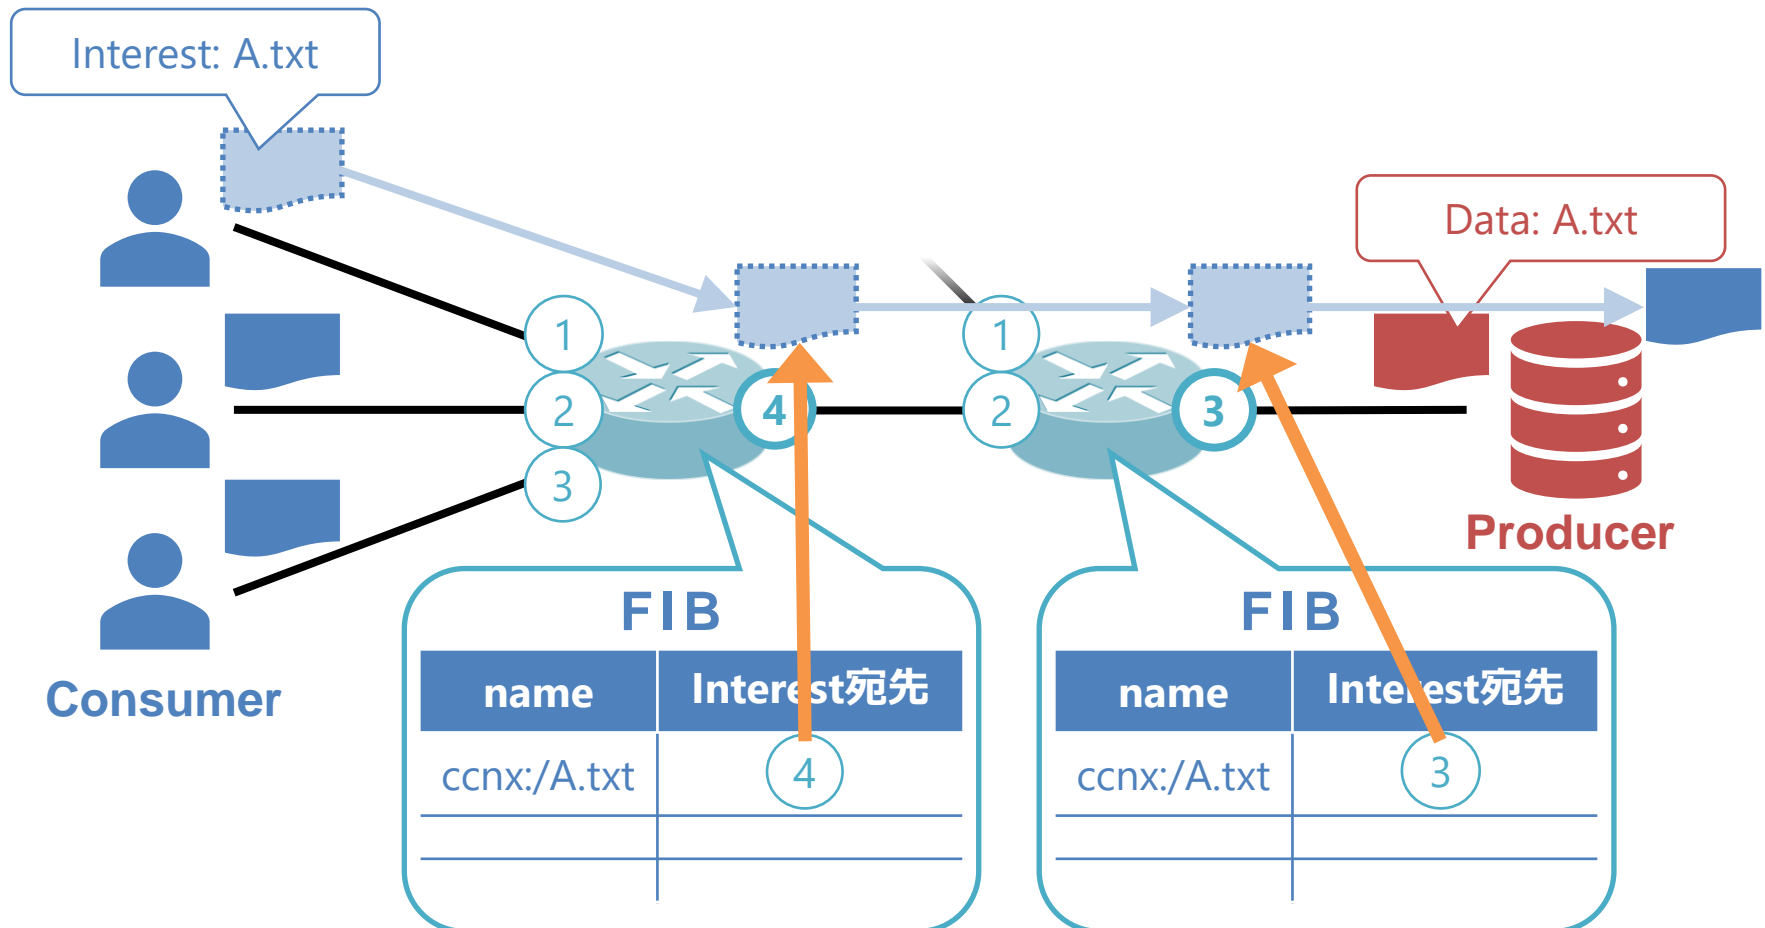 Interest: A.txt
Data: A.txt
1
2
3
4
1
2
3
Consumer
Producer
FIB
name
Interest宛先
ccnx:/A.txt
4
FIB
name
Interest宛先
ccnx:/A.txt
3